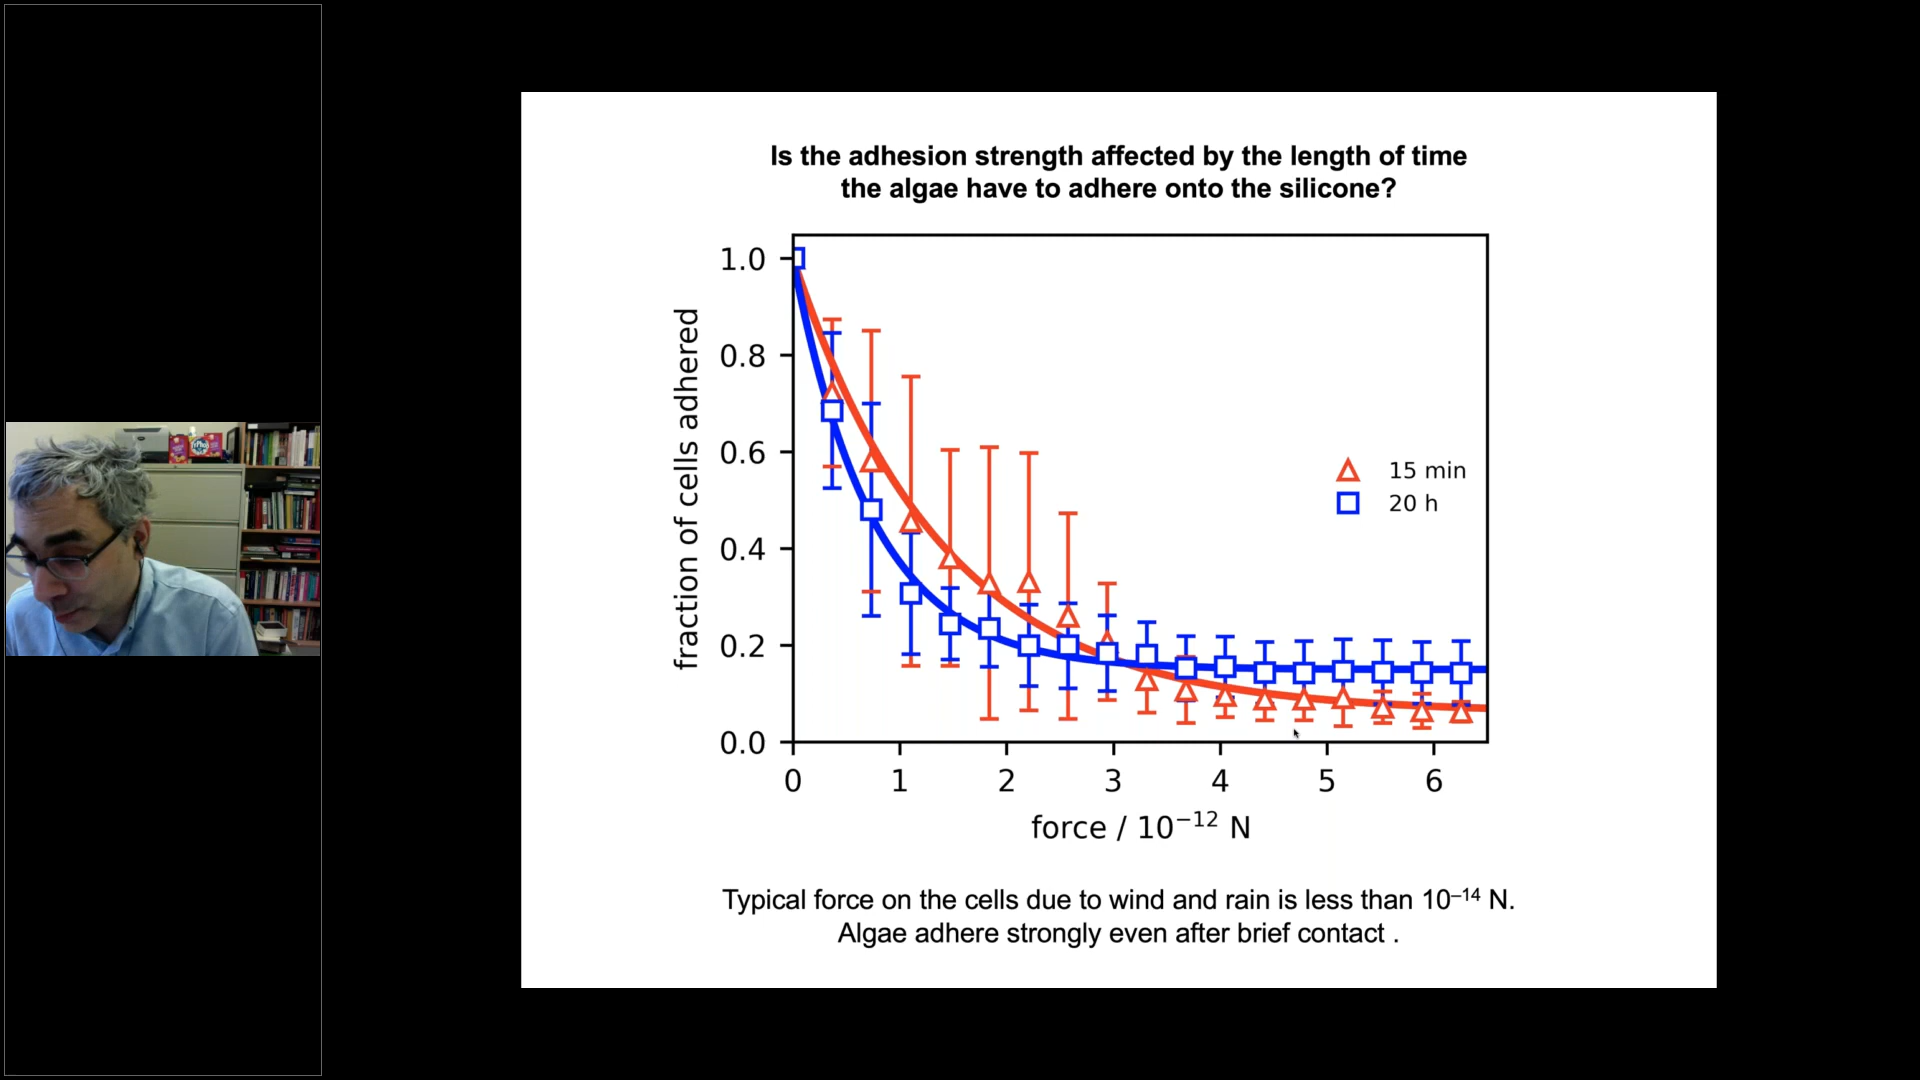 Is the adhesion strength affected by the length of time
the algae have to adhere onto the silicone?
fraction of cells adhered
1.0
0.8
0.6
0.4
0.2
0.0
15 min
20 h
0 1 2 3 4 5 6
force / 10⁻¹² N
Typical force on the cells due to wind and rain is less than 10⁻¹⁴ N.
Algae adhere strongly even after brief contact .